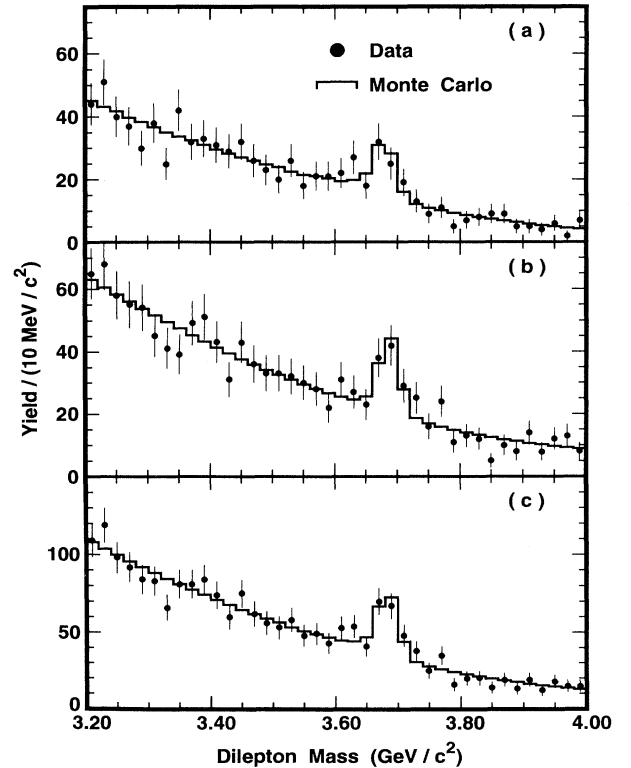 ( a )
Data
Monte Carlo
60
40
20
0
( b )
60
40
20
0
( c )
100
50
0
3.20 3.40 3.60 3.80 4.00
Dilepton Mass (GeV / c²)
Yield / (10 MeV / c²)